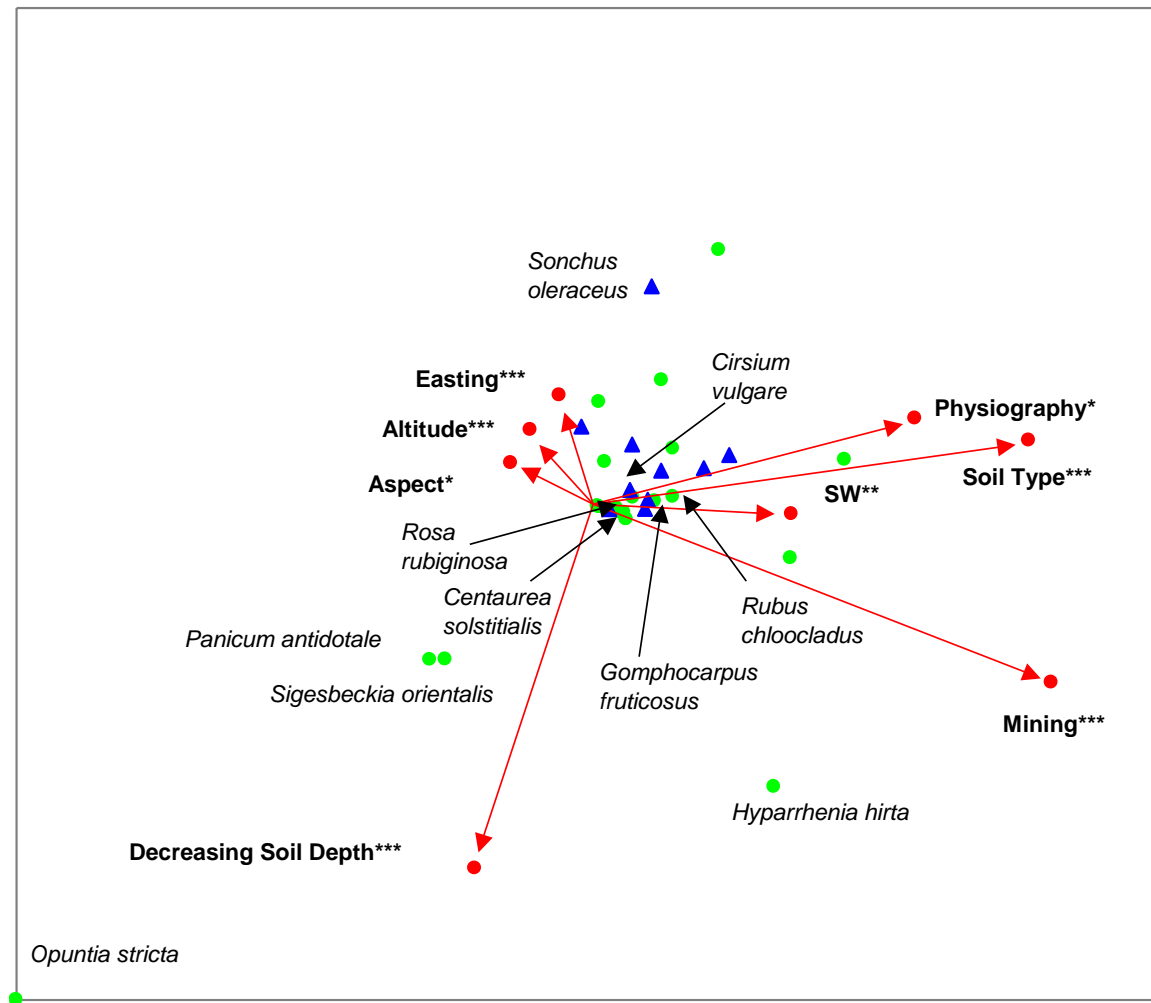 Sonchus
oleraceus
Cirsium
vulgare
Easting***
Physiography*
Altitude***
Soil Type***
Aspect*
SW**
Rosa
rubiginosa
Centaurea
solstitialis
Rubus
chloocladus
Panicum antidotale
Sigesbeckia orientalis
Gomphocarpus
fruticosus
Mining***
Hyparrhenia hirta
Decreasing Soil Depth***
Opuntia stricta